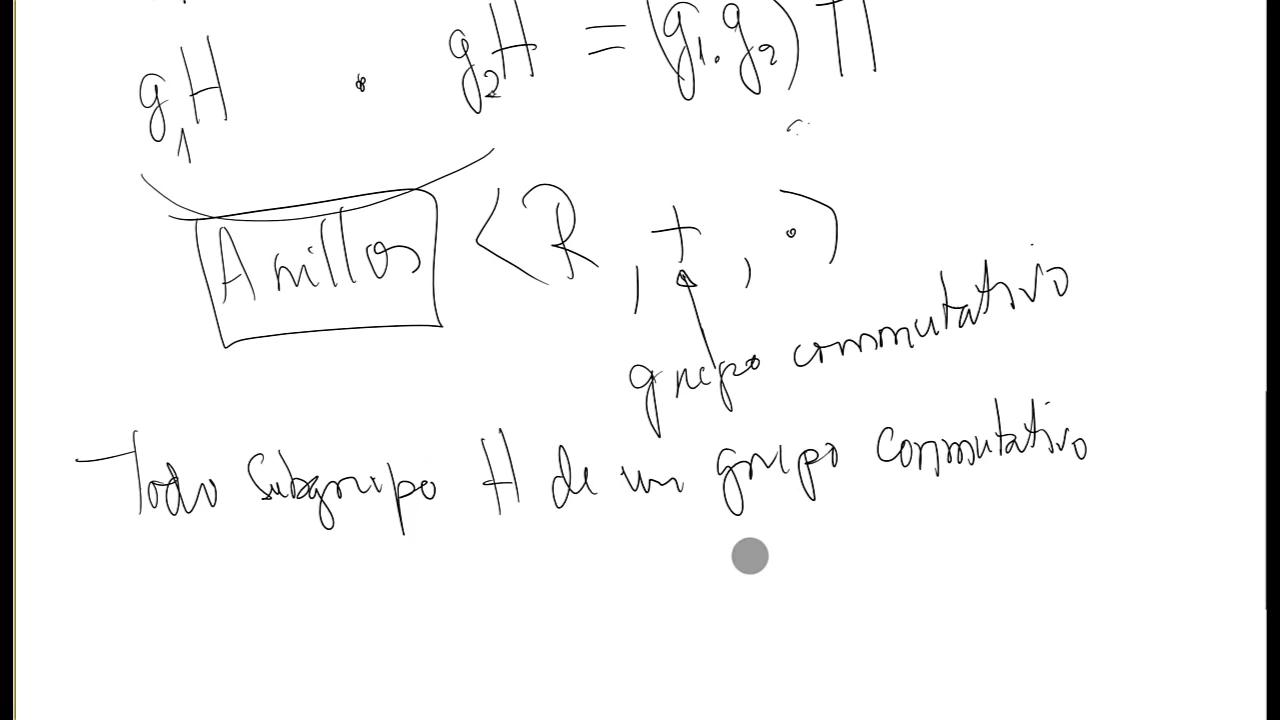 g₁H · g₂H = (g₁·g₂) H
Anillos ⟨R, +, ·⟩
grupo conmutativo
Todo subgrupo H de un grupo conmutativo